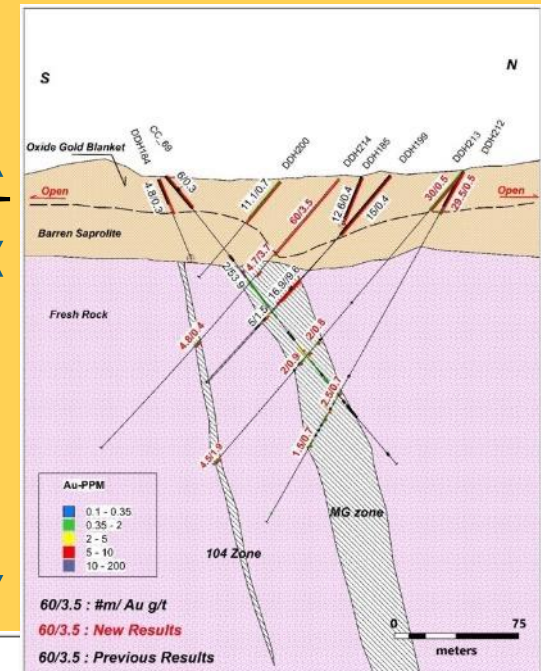 S
N
DDH184
CC_69
DDH200
DDH214
DDH185
DDH199
DDH213
DDH212
Oxide Gold Blanket
Open
Open
4.8/0.3
6/0.3
11.1/0.7
60/3.5
12.6/0.4
15/0.4
30/0.5
29.5/0.5
Barren Saprolite
4.7/3.7
2/53.9
16.9/9.6
5/1.5
Fresh Rock
4.8/0.4
2/0.8
2/0.9
2.5/0.7
4.5/1.9
1.5/0.7
Au-PPM
0.1 - 0.35
0.35 - 2
2 - 5
5 - 10
10 - 200
MG zone
104 Zone
60/3.5 : #m/ Au g/t
60/3.5 : New Results
60/3.5 : Previous Results
0 75
meters